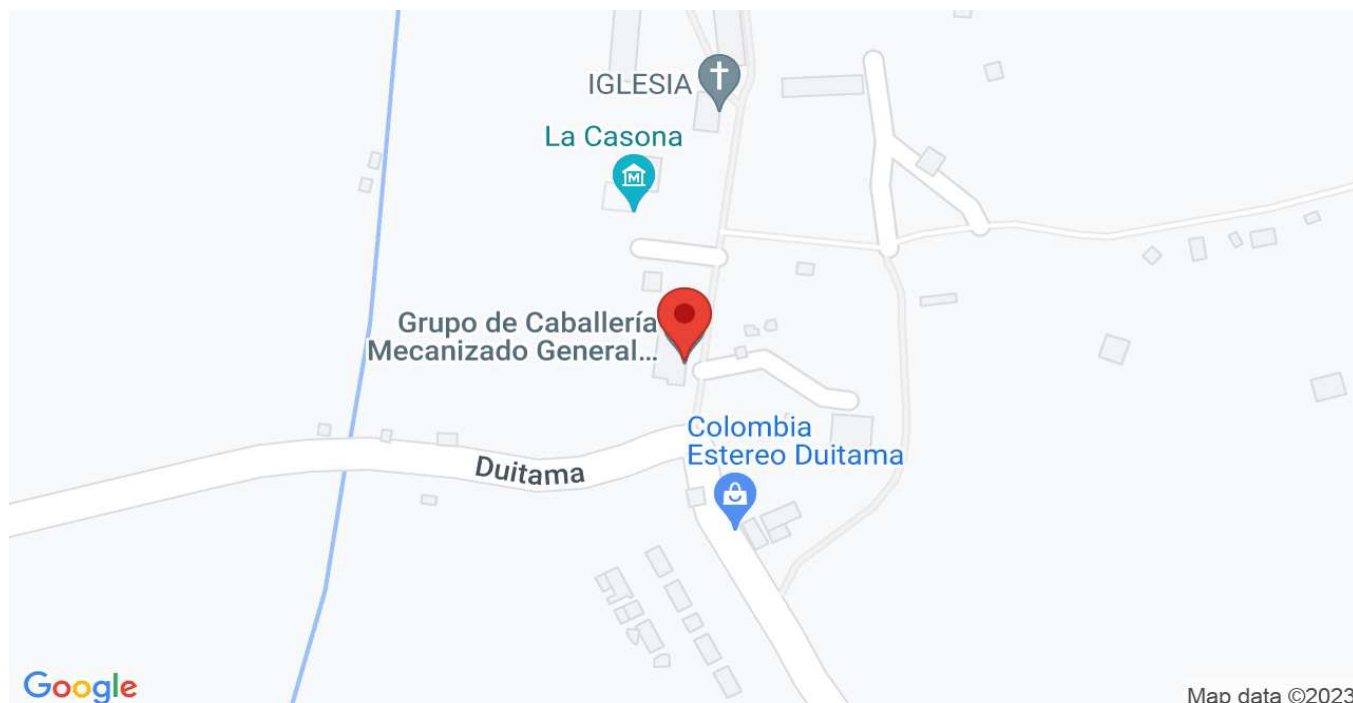 IGLESIA
La Casona
Grupo de Caballería
Mecanizado General...
Colombia
Estereo Duitama
Duitama
Google
Map data ©2023